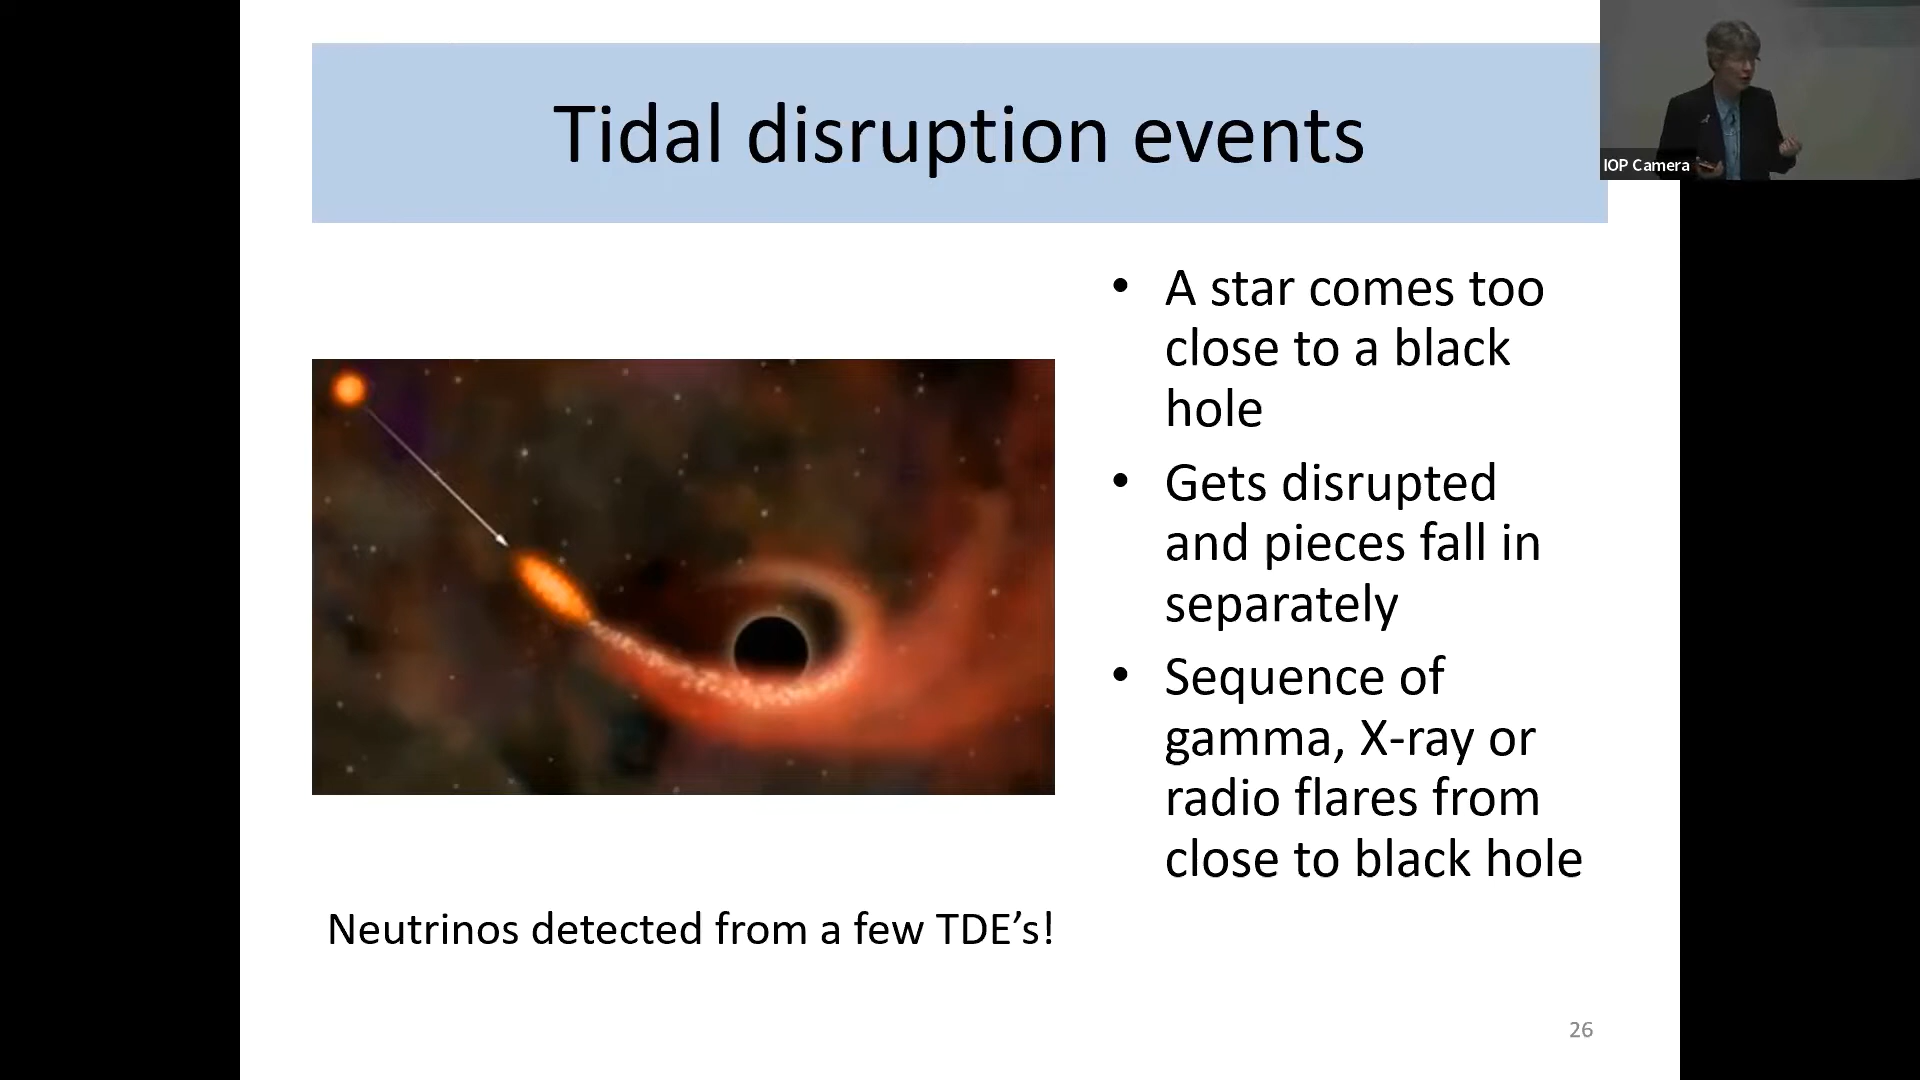 Tidal disruption events
IOP Camera
• A star comes too
close to a black
hole
• Gets disrupted
and pieces fall in
separately
• Sequence of
gamma, X-ray or
radio flares from
close to black hole
Neutrinos detected from a few TDE’s!
26